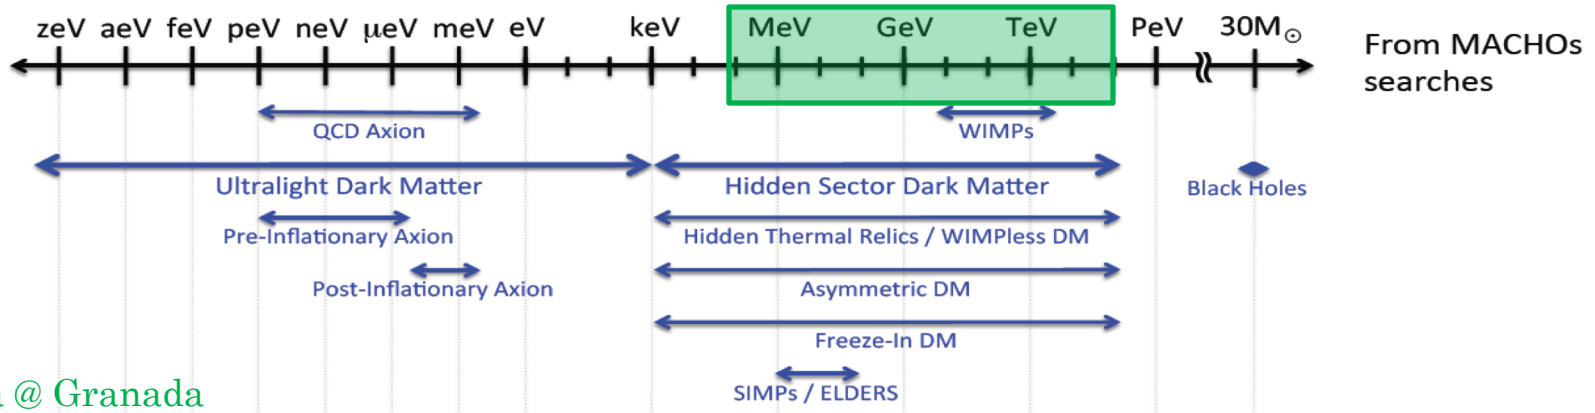 zeV aeV feV peV neV μeV meV eV keV MeV GeV TeV PeV 30M☉
From MACHOs
searches
QCD Axion WIMPs
Ultralight Dark Matter Hidden Sector Dark Matter Black Holes
Pre-Inflationary Axion Hidden Thermal Relics / WIMPless DM
Post-Inflationary Axion Asymmetric DM
Freeze-In DM
SIMPs / ELDERS
@ Granada